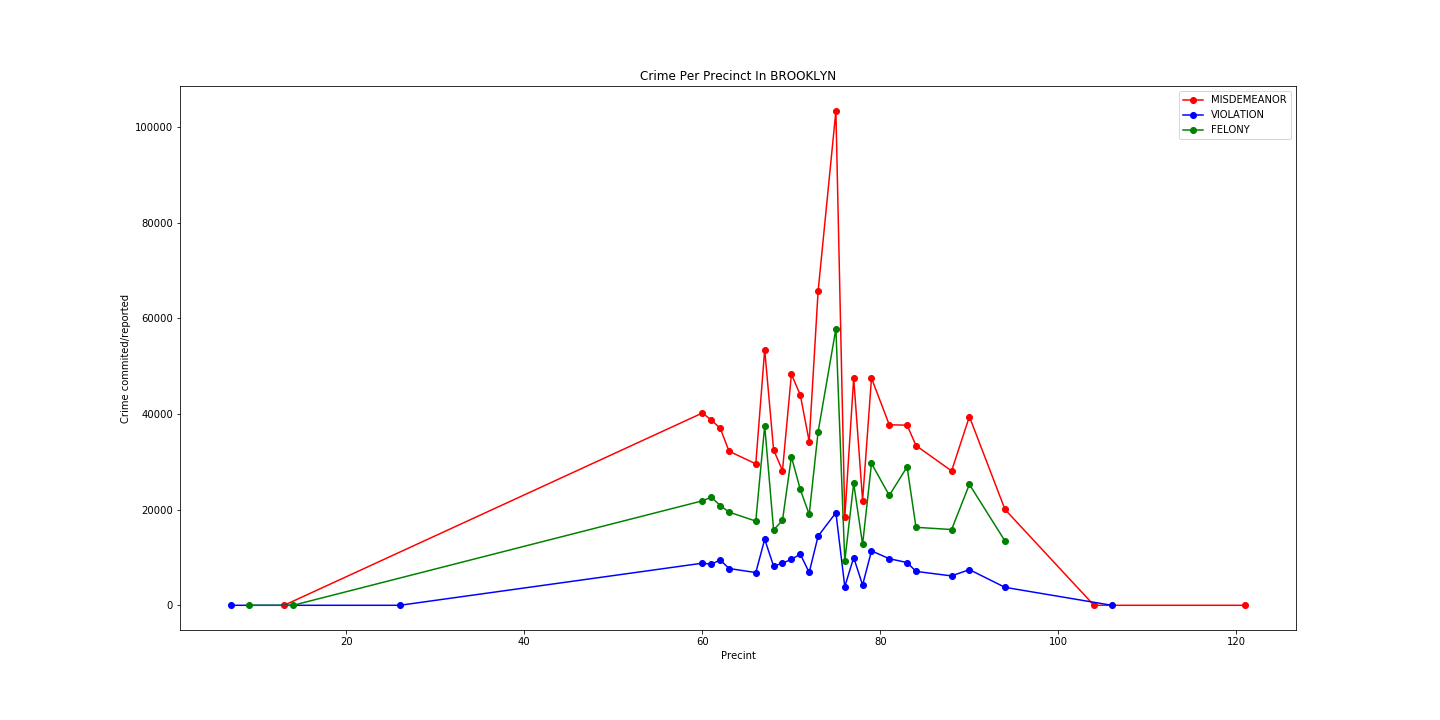 Crime Per Precinct In BROOKLYN
MISDEMEANOR
VIOLATION
FELONY
Crime commited/reported
100000
80000
60000
40000
20000
0
20
40
60
80
100
120
Precint